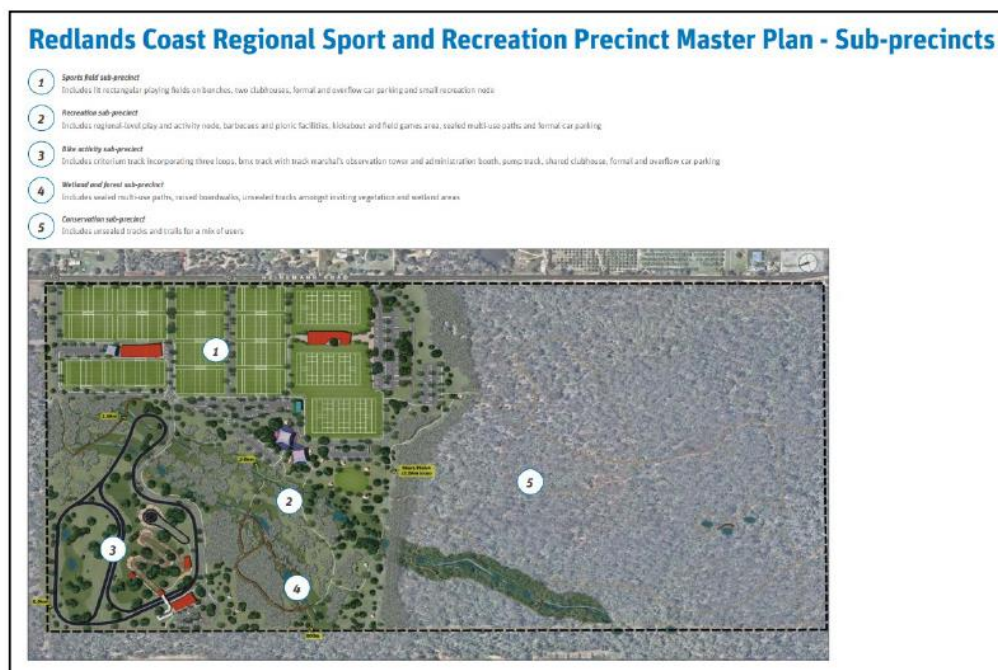 Redlands Coast Regional Sport and Recreation Precinct Master Plan - Sub-precincts
1
Sports field sub-precinct
Includes lit rectangular playing fields on benches, two clubhouses, formal and overflow car parking and small recreation node
2
Recreation sub-precinct
Includes regional-level play and activity node, barbecues and picnic facilities, kickabout and field games area, sealed multi-use paths and formal car parking
3
Bike activity sub-precinct
Includes criterium track incorporating three loops, bmx track with track marshal's observation tower and administration booth, pump track, shared clubhouse, formal and overflow car parking
4
Wetland and forest sub-precinct
Includes sealed multi-use paths, raised boardwalks, unsealed tracks amongst inviting vegetation and wetland areas
5
Conservation sub-precinct
Includes unsealed tracks and trails for a mix of users
HEINEMANN ROAD
1
2
5
3
4